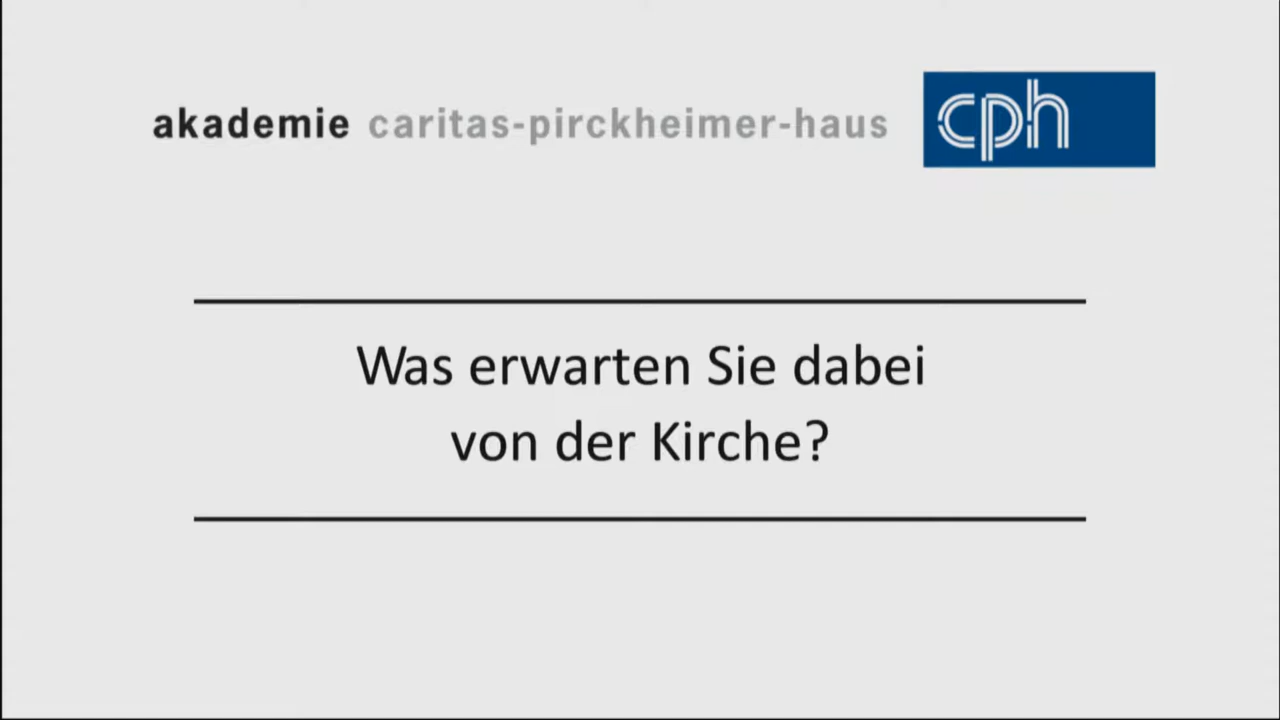 akademie caritas-pirckheimer-haus cph
Was erwarten Sie dabei
von der Kirche?